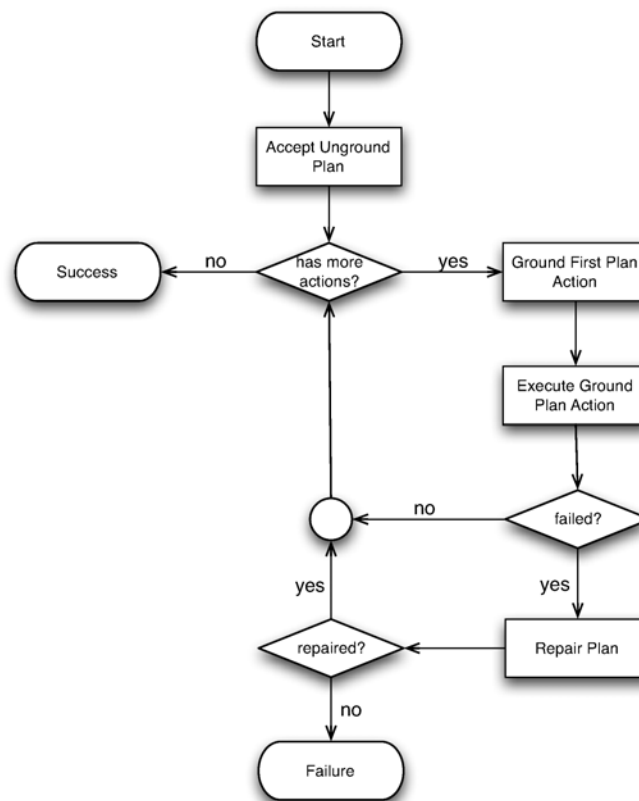 Start
Accept Unground
Plan
Success
no
has more
actions?
yes
Ground First Plan
Action
Execute Ground
Plan Action
no
failed?
yes
yes
repaired?
Repair Plan
no
Failure